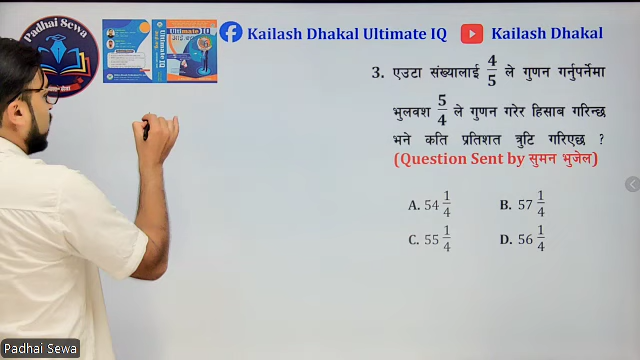 Padhai Sewa
Ultimate IQ
Ultimate IQ
Kailash Dhakal Ultimate IQ
Kailash Dhakal
3. एउटा संख्यालाई 4/5 ले गुणन गर्नुपर्नेमा
भुलवश 5/4 ले गुणन गरेर हिसाब गरिन्छ
भने कति प्रतिशत त्रुटि गरिएछ ?
(Question Sent by सुमन भुजेल)
A. 54 1/4 B. 57 1/4
C. 55 1/4 D. 56 1/4
Padhai Sewa